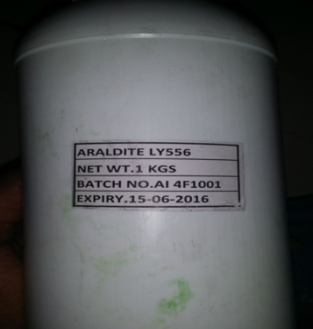 ARALDITE LY556
NET WT.1 KGS
BATCH NO.AI 4F1001
EXPIRY.15-06-2016